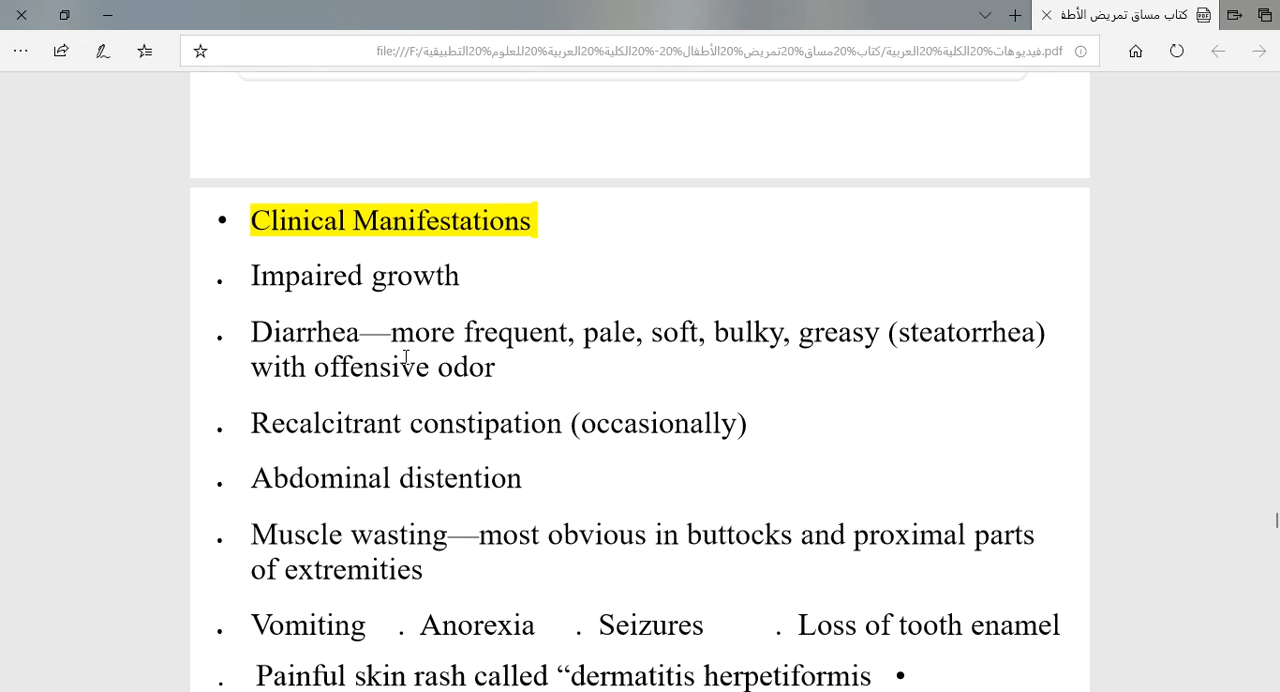 كتاب مساق تمريض الأطف
file:///F:/فيديوهات%20الكلية%20العربية/كتاب%20مساق%20تمريض%20الأطفال%20-%20الكلية%20العربية%20للعلوم%20التطبيقية.pdf
• Clinical Manifestations
. Impaired growth
. Diarrhea—more frequent, pale, soft, bulky, greasy (steatorrhea)
with offensive odor
. Recalcitrant constipation (occasionally)
. Abdominal distention
. Muscle wasting—most obvious in buttocks and proximal parts
of extremities
. Vomiting . Anorexia . Seizures . Loss of tooth enamel
. Painful skin rash called “dermatitis herpetiformis •